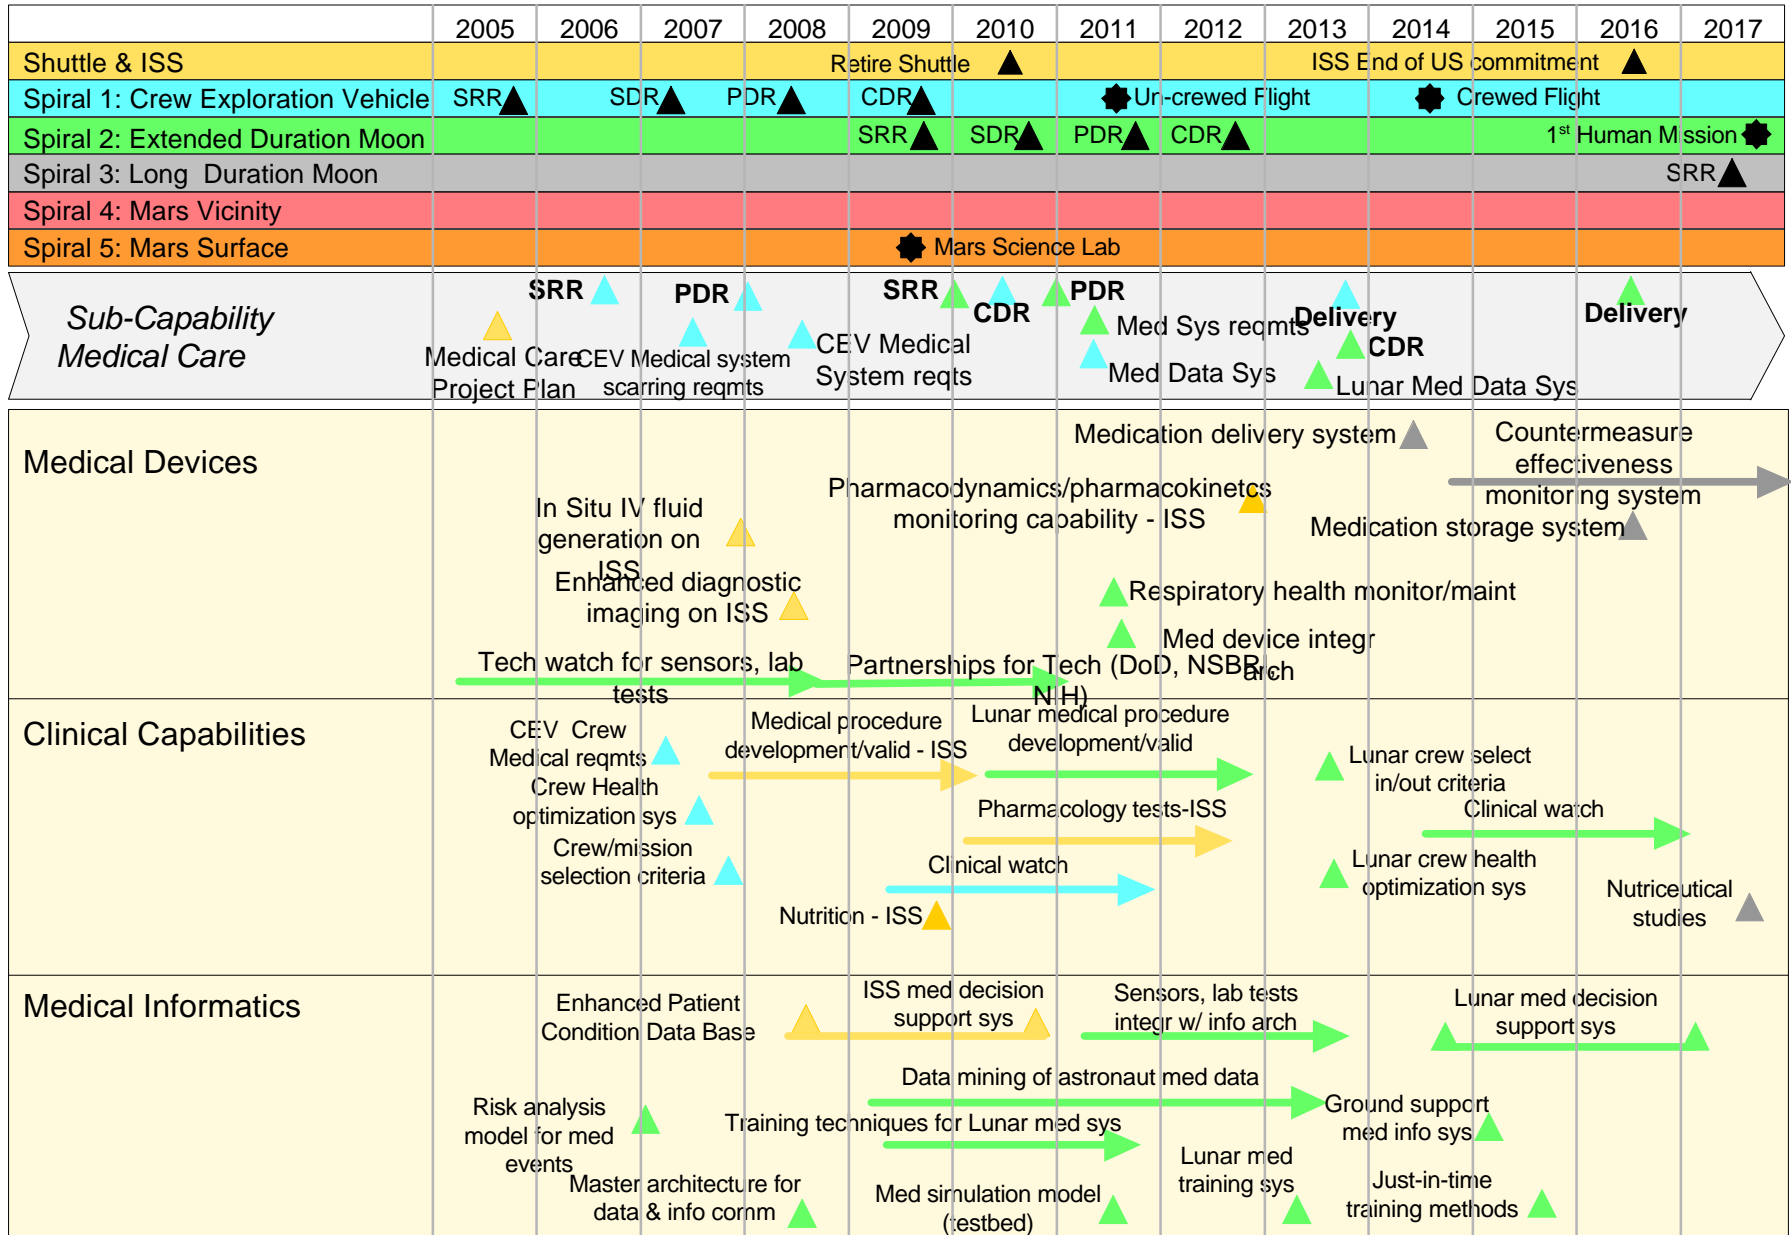 2005 2006 2007 2008 2009 2010 2011 2012 2013 2014 2015 2016 2017
Shuttle & ISS Retire Shuttle ISS End of US commitment
Spiral 1: Crew Exploration Vehicle SRR SDR PDR CDR Un-crewed Flight Crewed Flight
Spiral 2: Extended Duration Moon SRR SDR PDR CDR 1st Human Mission
Spiral 3: Long Duration Moon SRR
Spiral 4: Mars Vicinity
Spiral 5: Mars Surface Mars Science Lab
Sub-Capability
Medical Care
SRR PDR SRR CDR PDR Delivery Delivery
Medical Care
Project Plan
CEV Medical system
scarring reqmts
CEV Medical
System reqts
Med Sys reqmts
Med Data Sys
CDR
Lunar Med Data Sys
Medical Devices
Medication delivery system
Countermeasure
effectiveness
monitoring system
Pharmacodynamics/pharmacokinetcs
monitoring capability - ISS
Medication storage system
In Situ IV fluid
generation on
ISS
Enhanced diagnostic
imaging on ISS
Respiratory health monitor/maint
Med device integr
arch
Tech watch for sensors, lab
tests
Partnerships for Tech (DoD, NSBRI,
NIH)
Clinical Capabilities
CEV Crew
Medical reqmts
Medical procedure
development/valid - ISS
Lunar medical procedure
development/valid
Lunar crew select
in/out criteria
Crew Health
optimization sys
Pharmacology tests-ISS
Clinical watch
Crew/mission
selection criteria
Clinical watch
Lunar crew health
optimization sys
Nutrition - ISS
Nutriceutical
studies
Medical Informatics
Enhanced Patient
Condition Data Base
ISS med decision
support sys
Sensors, lab tests
integr w/ info arch
Lunar med decision
support sys
Data mining of astronaut med data
Risk analysis
model for med
events
Training techniques for Lunar med sys
Ground support
med info sys
Master architecture for
data & info comm
Med simulation model
(testbed)
Lunar med
training sys
Just-in-time
training methods